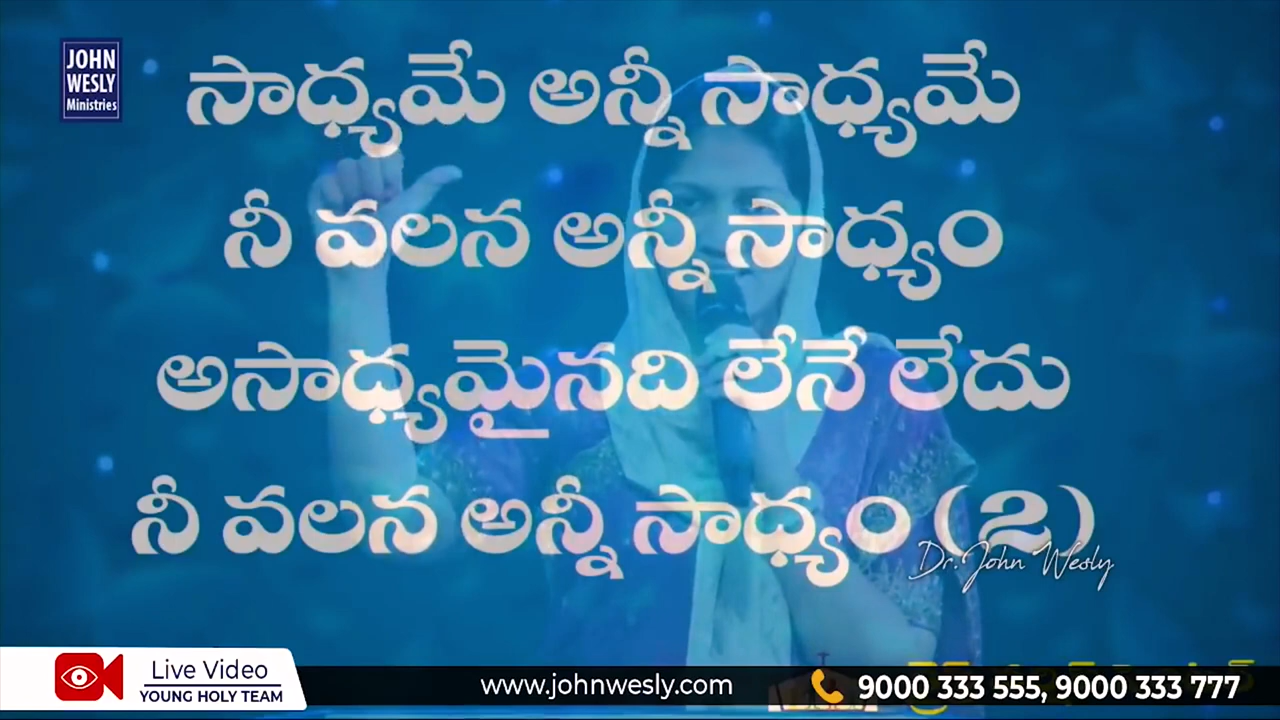 JOHN
WESLY
Ministries
సాధ్యమే అన్నీ సాధ్యమే
నీ వలన అన్నీ సాధ్యం
అసాధ్యమైనది లేనే లేదు
నీ వలన అన్నీ సాధ్యం (2)
Dr. John Wesly
Live Video
YOUNG HOLY TEAM
www.johnwesly.com
9000 333 555, 9000 333 777